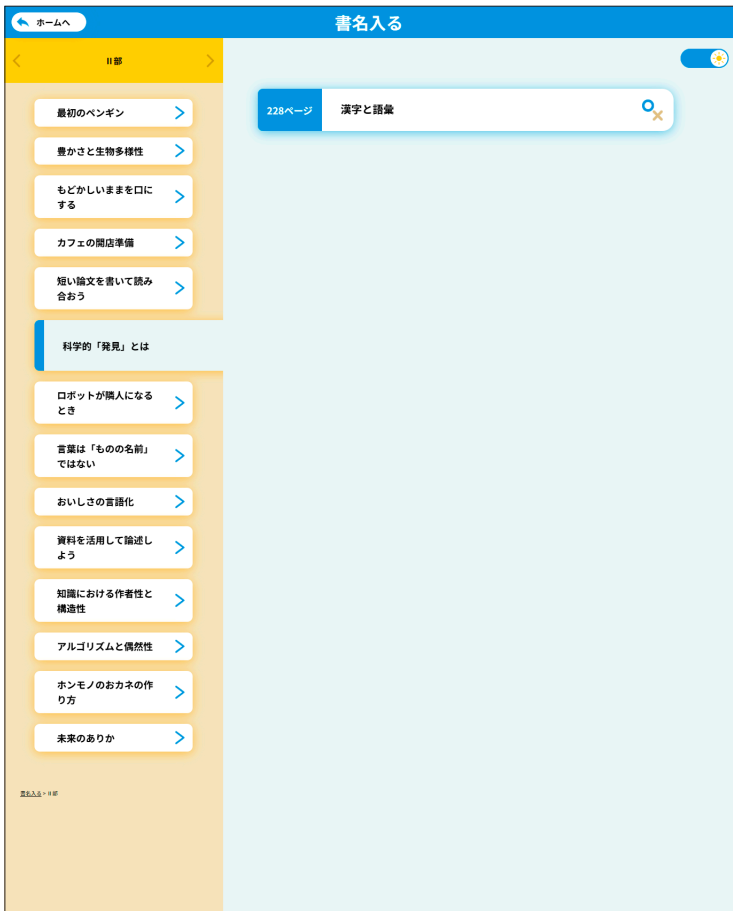 ホームへ
書名入る
II部
最初のペンギン
豊かさと生物多様性
もどかしいままを口に
する
カフェの開店準備
短い論文を書いて読み
合おう
科学的「発見」とは
ロボットが隣人になる
とき
言葉は「ものの名前」
ではない
おいしさの言語化
資料を活用して論述し
よう
知識における作者性と
構造性
アルゴリズムと偶然性
ホンモノのおカネの作
り方
未来のありか
書名入る > II部
228ページ
漢字と語彙